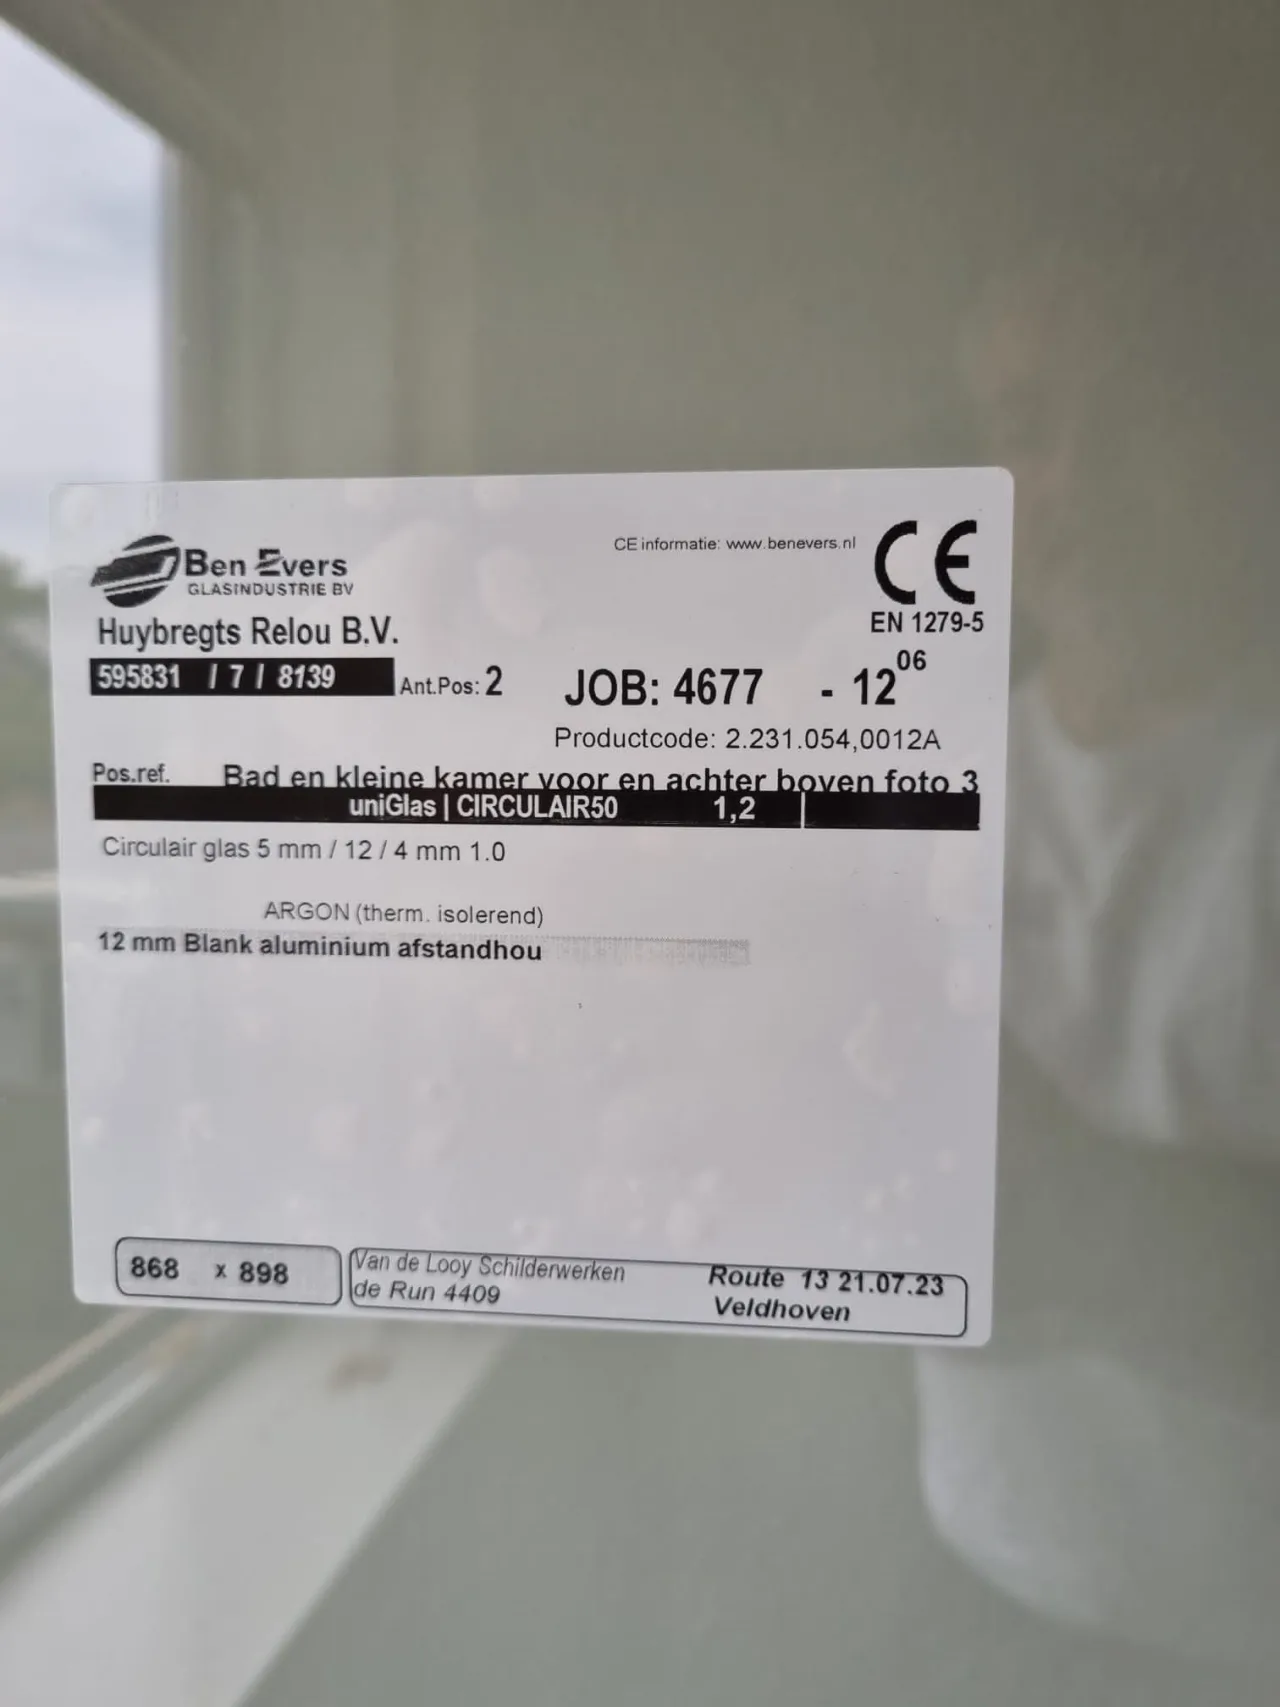 Ben Evers
GLASINDUSTRIE BV
CE informatie: www.benevers.nl
CE
EN 1279-5
Huybregts Relou B.V.
595831 / 7 / 8139 Ant.Pos: 2 JOB: 4677 - 12 06
Productcode: 2.231.054,0012A
Pos.ref. Bad en kleine kamer voor en achter boven foto 3
uniGlas | CIRCULAIR50 1,2
Circulair glas 5 mm / 12 / 4 mm 1.0
ARGON (therm. isolerend)
12 mm Blank aluminium afstandhou
868 x 898
Van de Looy Schilderwerken
de Run 4409
Route 13 21.07.23
Veldhoven